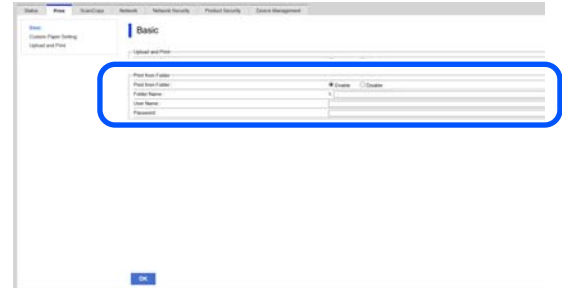 Status Print Scan/Copy Network Network Security Product Security Device Management
Basic
Custom Paper Setting
Upload and Print
Basic
Upload and Print
Print from Folder
Print from Folder : Enable Disable
Folder Name :
User Name :
Password :
OK